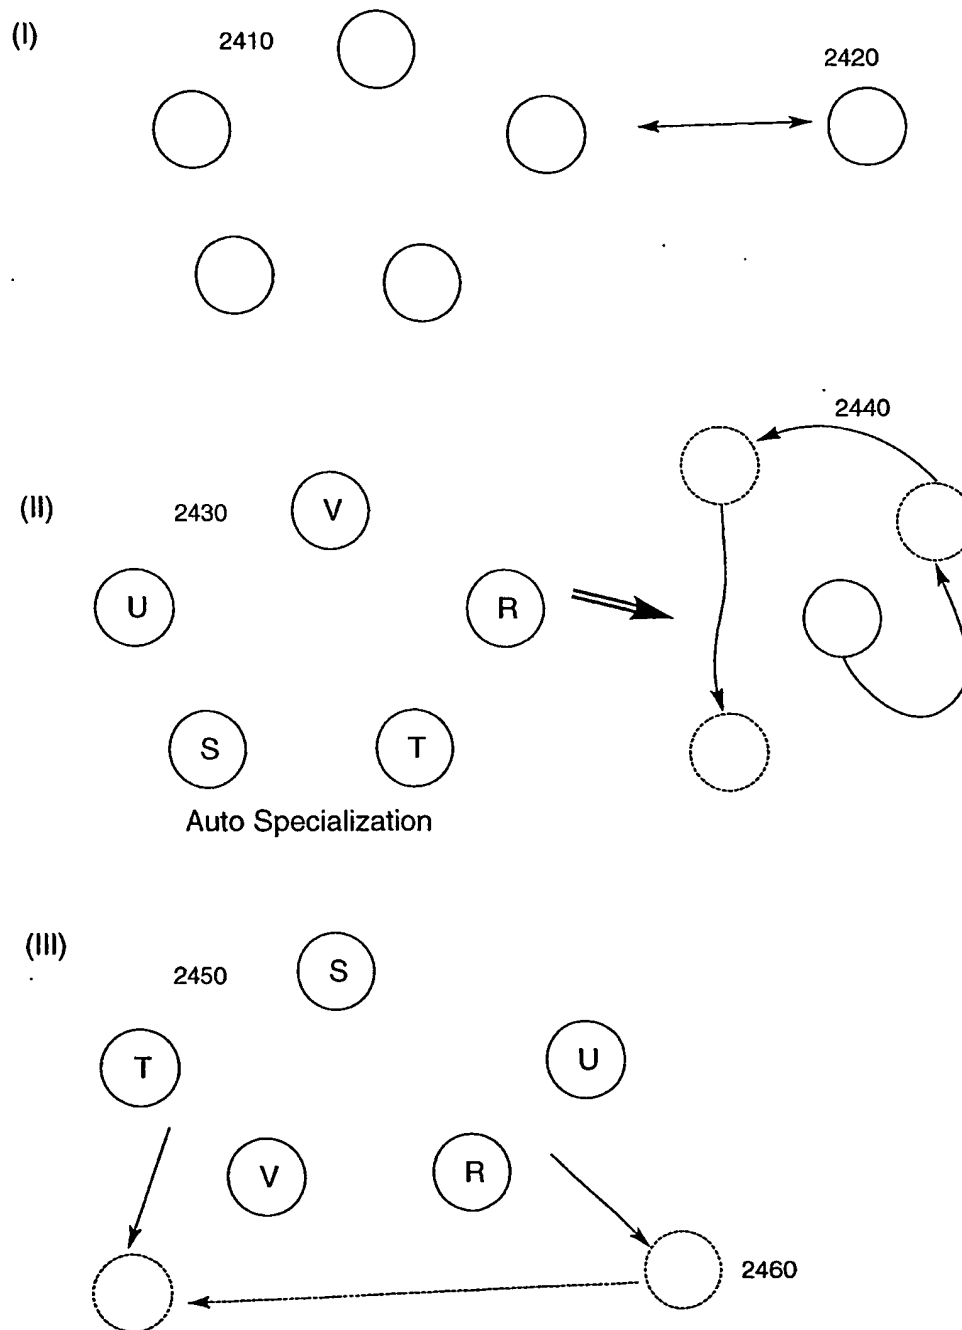 (I)
2410
2420
2440
(II)
2430
V
U
R
S
T
Auto Specialization
(III)
2450
S
T
U
V
R
2460